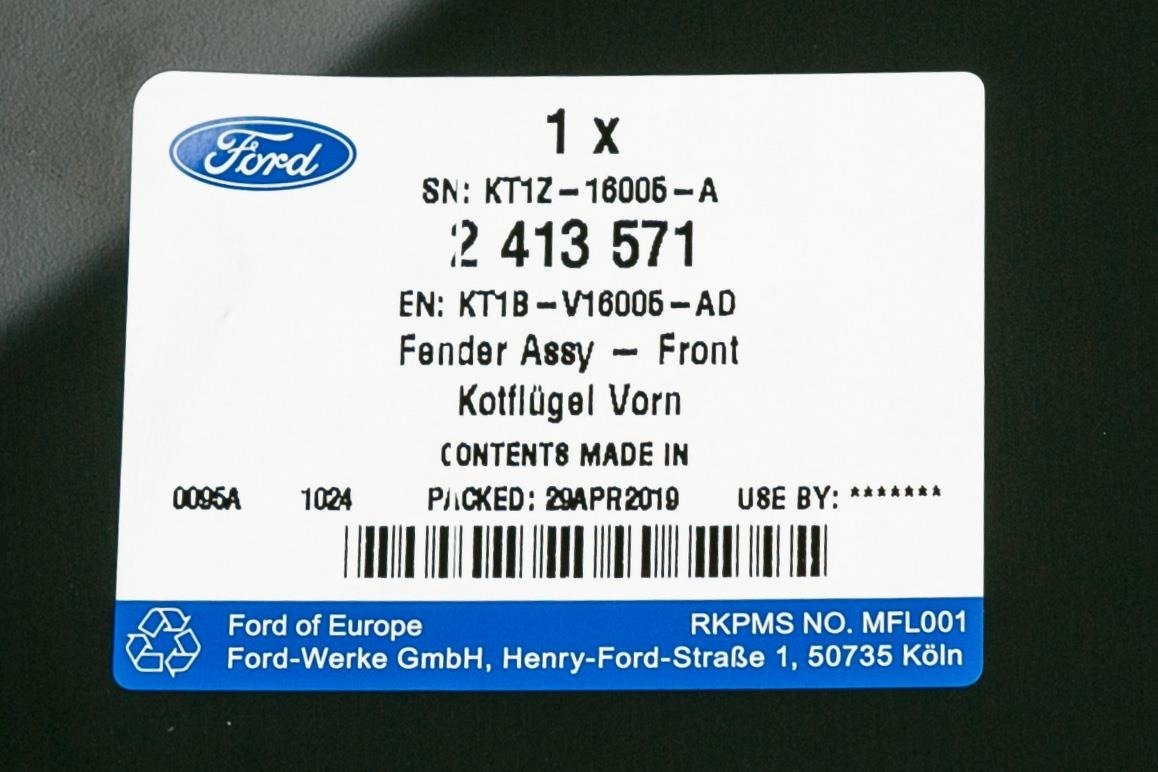 Ford
1 x
SN: KT1Z-16005-A
2 413 571
EN: KT1B-V16005-AD
Fender Assy - Front
Kotflügel Vorn
CONTENTS MADE IN
0095A 1024 PACKED: 29APR2019 USE BY: *******
Ford of Europe RKPMS NO. MFL001
Ford-Werke GmbH, Henry-Ford-Straße 1, 50735 Köln